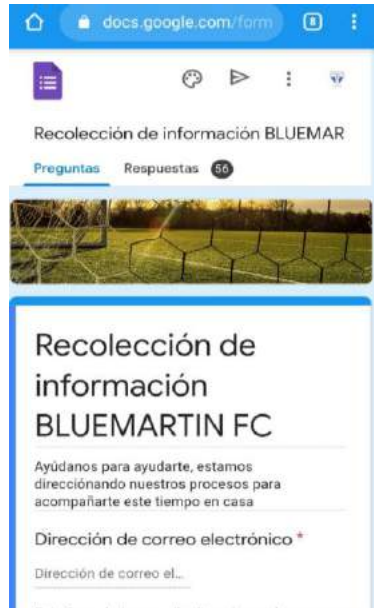 docs.google.com/form 8
Recolección de información BLUEMAR
Preguntas Respuestas 56
Recolección de
información
BLUEMARTIN FC
Ayúdanos para ayudarte, estamos
direcciónando nuestros procesos para
acompañarte este tiempo en casa
Dirección de correo electrónico *
Dirección de correo el...